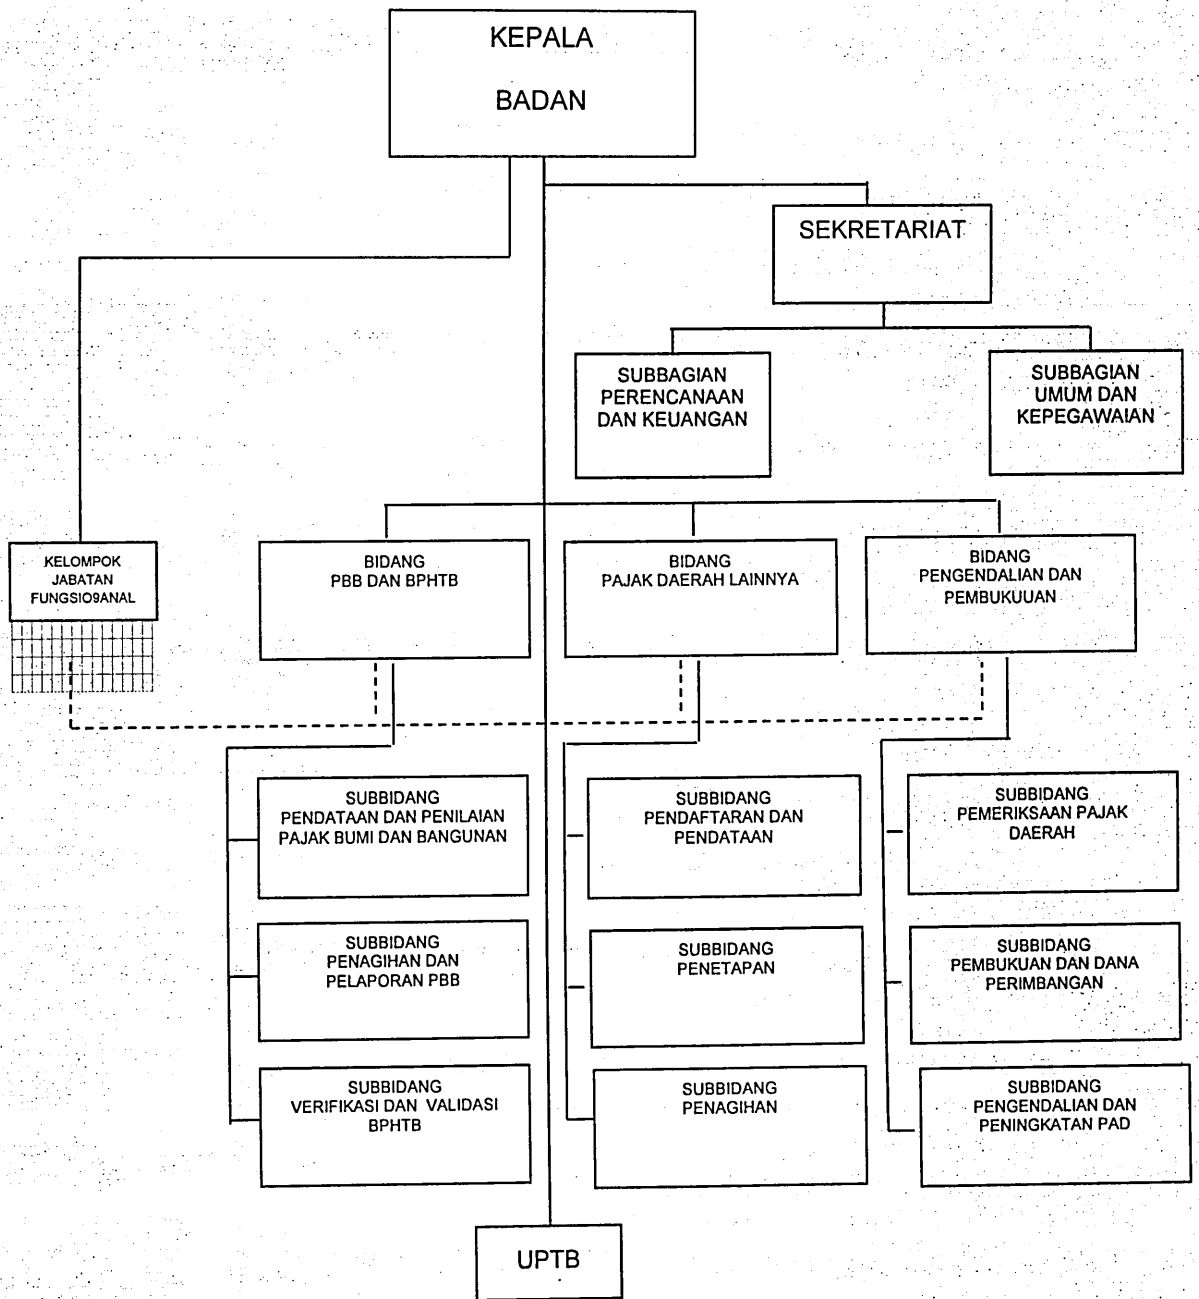 KEPALA
BADAN
SEKRETARIAT
SUBBAGIAN
PERENCANAAN
DAN KEUANGAN
SUBBAGIAN
UMUM DAN
KEPEGAWAIAN
KELOMPOK
JABATAN
FUNGSIO9ANAL
BIDANG
PBB DAN BPHTB
BIDANG
PAJAK DAERAH LAINNYA
BIDANG
PENGENDALIAN DAN
PEMBUKUUAN
SUBBIDANG
PENDATAAN DAN PENILAIAN
PAJAK BUMI DAN BANGUNAN
SUBBIDANG
PENDAFTARAN DAN
PENDATAAN
SUBBIDANG
PEMERIKSAAN PAJAK
DAERAH
SUBBIDANG
PENAGIHAN DAN
PELAPORAN PBB
SUBBIDANG
PENETAPAN
SUBBIDANG
PEMBUKUAN DAN DANA
PERIMBANGAN
SUBBIDANG
VERIFIKASI DAN VALIDASI
BPHTB
SUBBIDANG
PENAGIHAN
SUBBIDANG
PENGENDALIAN DAN
PENINGKATAN PAD
UPTB